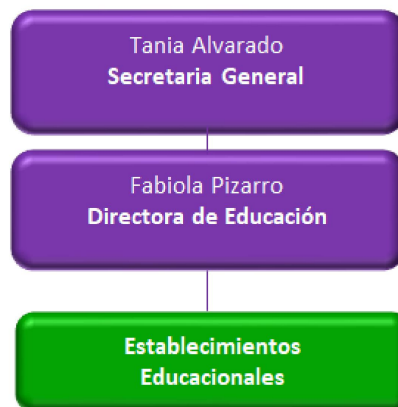 Tania Alvarado
Secretaria General
Fabiola Pizarro
Directora de Educación
Establecimientos
Educacionales